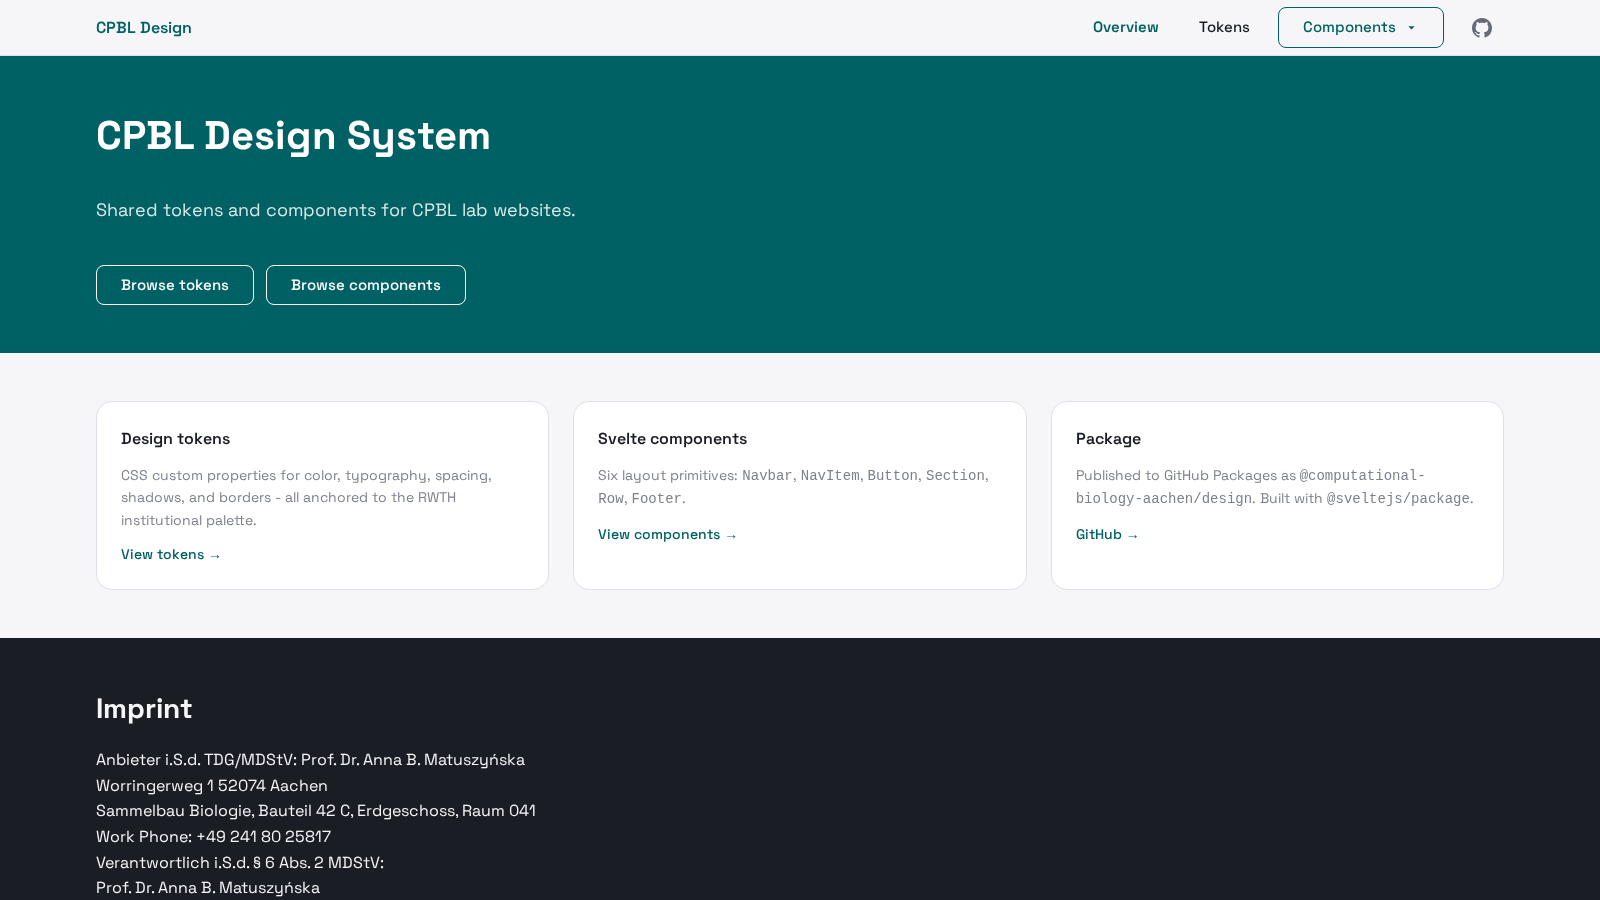 CPBL Design
Overview
Tokens
Components
CPBL Design System
Shared tokens and components for CPBL lab websites.
Browse tokens
Browse components
Design tokens
CSS custom properties for color, typography, spacing,
shadows, and borders - all anchored to the RWTH
institutional palette.
View tokens →
Svelte components
Six layout primitives: Navbar, NavItem, Button, Section,
Row, Footer.
View components →
Package
Published to GitHub Packages as @computational-
biology-aachen/design. Built with @sveltejs/package.
GitHub →
Imprint
Anbieter i.S.d. TDG/MDStV: Prof. Dr. Anna B. Matuszyńska
Worringerweg 1 52074 Aachen
Sammelbau Biologie, Bauteil 42 C, Erdgeschoss, Raum 041
Work Phone: +49 241 80 25817
Verantwortlich i.S.d. § 6 Abs. 2 MDStV:
Prof. Dr. Anna B. Matuszyńska